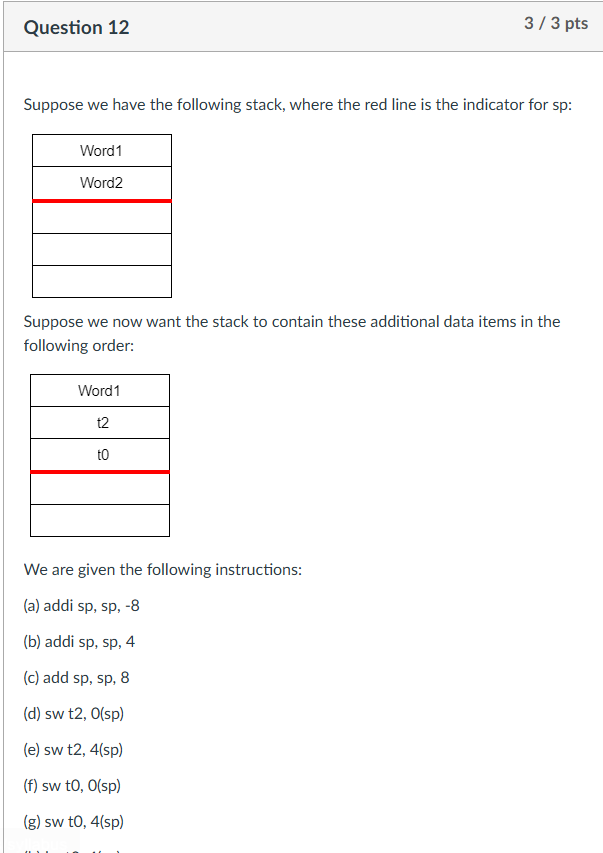 Question 12
3 / 3 pts
Suppose we have the following stack, where the red line is the indicator for sp:
Word1
Word2
Suppose we now want the stack to contain these additional data items in the
following order:
Word1
t2
t0
We are given the following instructions:
(a) addi sp, sp, -8
(b) addi sp, sp, 4
(c) add sp, sp, 8
(d) sw t2, 0(sp)
(e) sw t2, 4(sp)
(f) sw t0, 0(sp)
(g) sw t0, 4(sp)